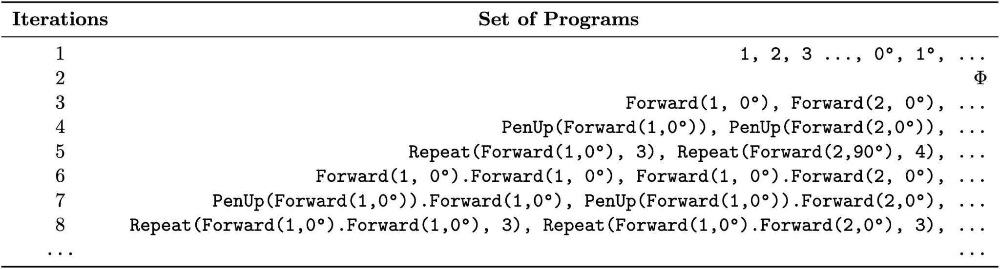 Iterations Set of Programs
1 1, 2, 3 ..., 0°, 1°, ...
2 Φ
3 Forward(1, 0°), Forward(2, 0°), ...
4 PenUp(Forward(1,0°)), PenUp(Forward(2,0°)), ...
5 Repeat(Forward(1,0°), 3), Repeat(Forward(2,90°), 4), ...
6 Forward(1, 0°).Forward(1, 0°), Forward(1, 0°).Forward(2, 0°), ...
7 PenUp(Forward(1,0°)).Forward(1,0°), PenUp(Forward(1,0°)).Forward(2,0°), ...
8 Repeat(Forward(1,0°).Forward(1,0°), 3), Repeat(Forward(1,0°).Forward(2,0°), 3), ...
... ...